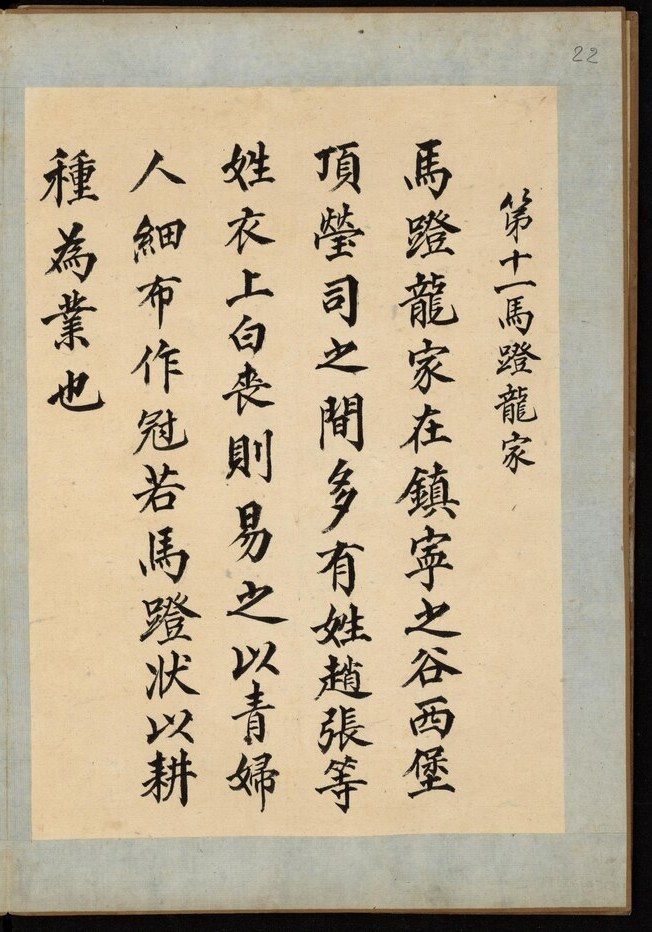 22
第十一馬蹬龍家
馬蹬龍家在鎮寧之谷西堡
頂營司之間多有姓趙張等
姓衣上白喪則易之以青婦
人細布作冠若馬蹬狀以耕
種為業也